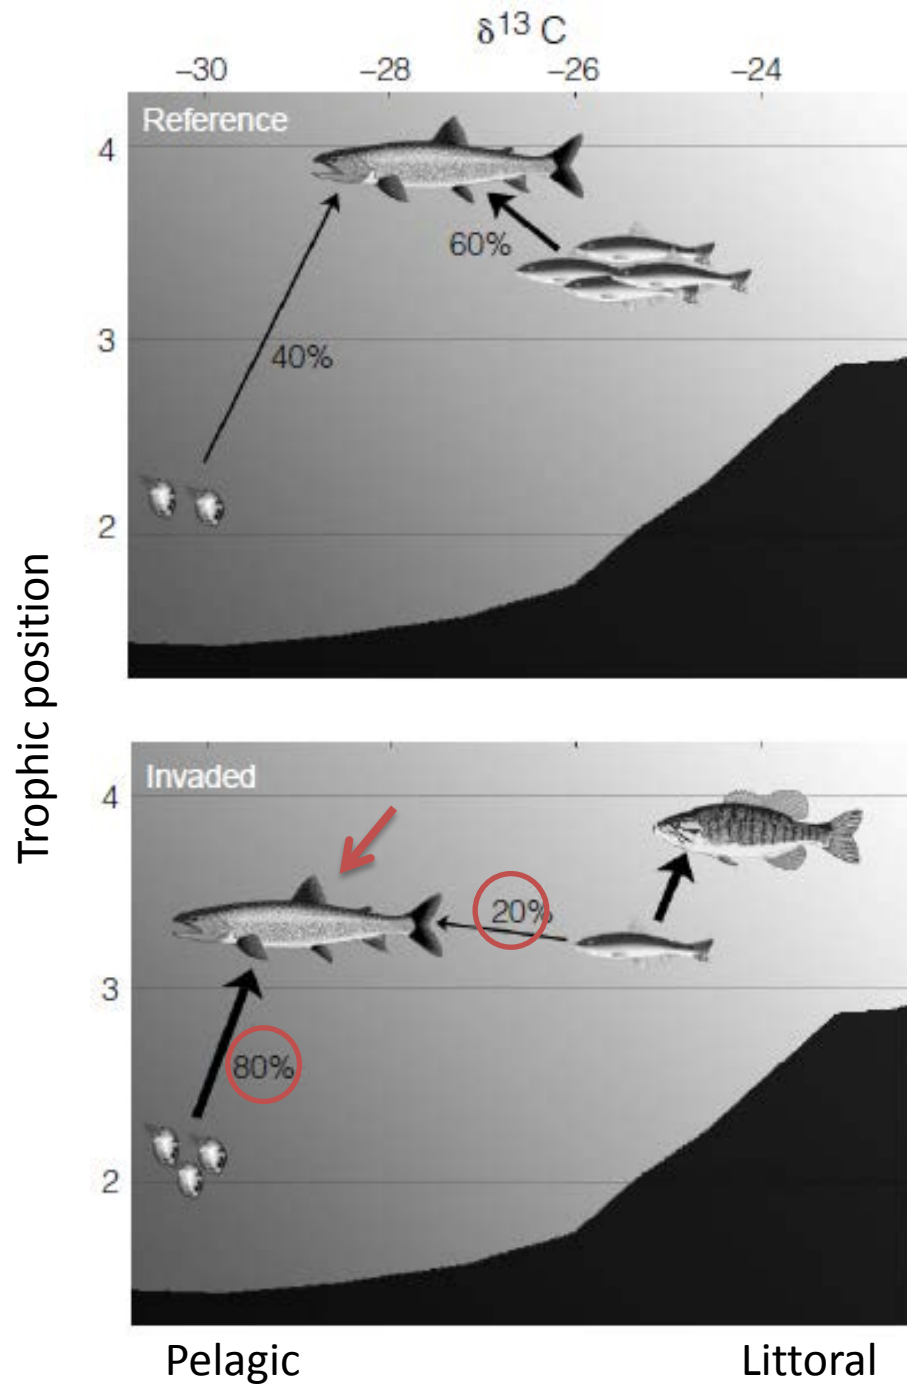 δ13 C
–30 –28 –26 –24
Reference
4
60%
3
40%
2
Trophic position
Invaded
4
20%
3
80%
2
Pelagic Littoral